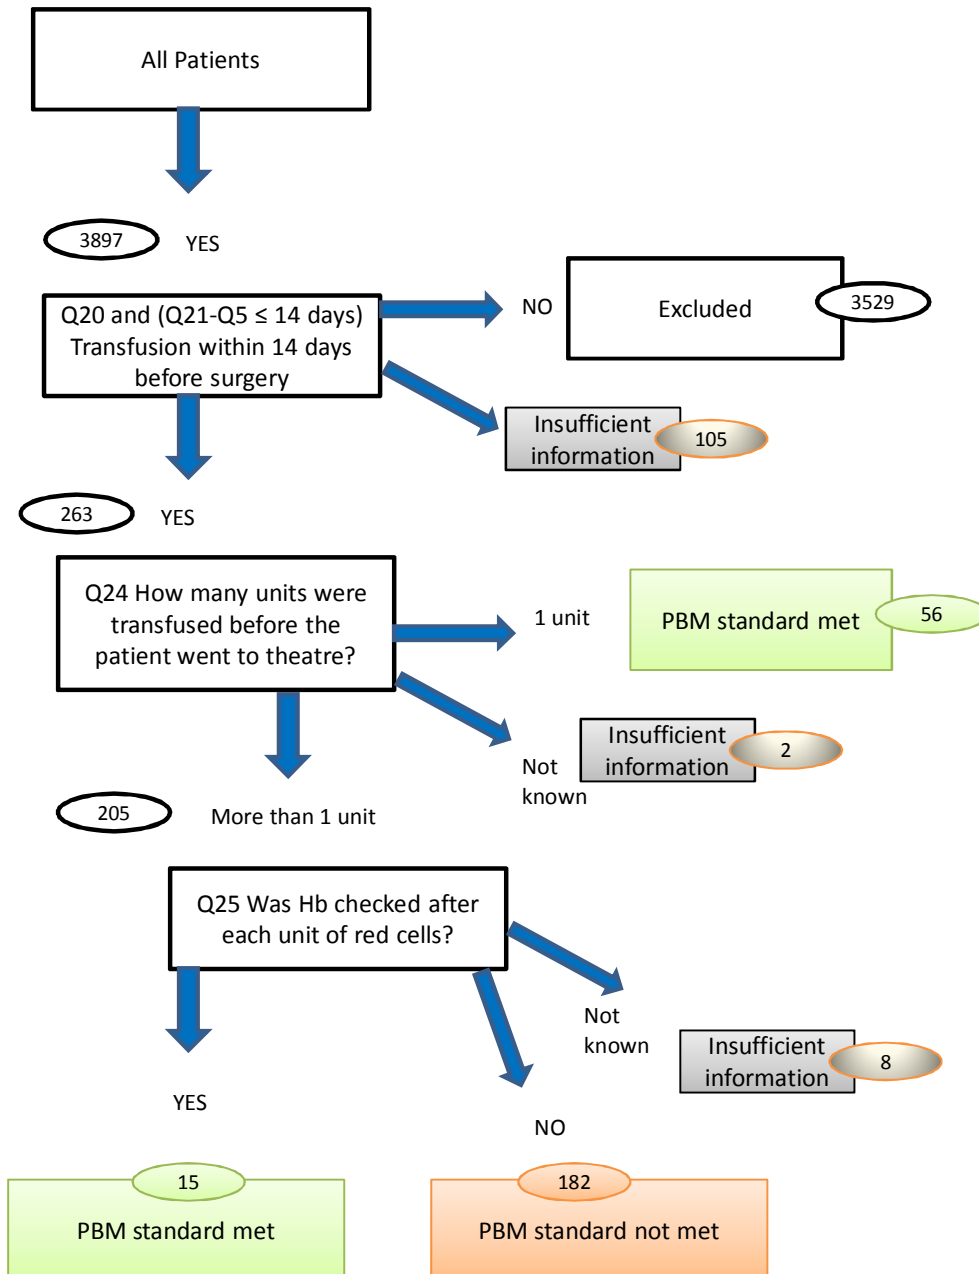 All Patients
3897
YES
Q20 and (Q21-Q5 ≤ 14 days)
Transfusion within 14 days
before surgery
NO
Excluded
3529
Insufficient
information
105
263
YES
Q24 How many units were
transfused before the
patient went to theatre?
1 unit
PBM standard met
56
Not
known
Insufficient
information
2
205
More than 1 unit
Q25 Was Hb checked after
each unit of red cells?
Not
known
Insufficient
information
8
YES
NO
15
PBM standard met
182
PBM standard not met